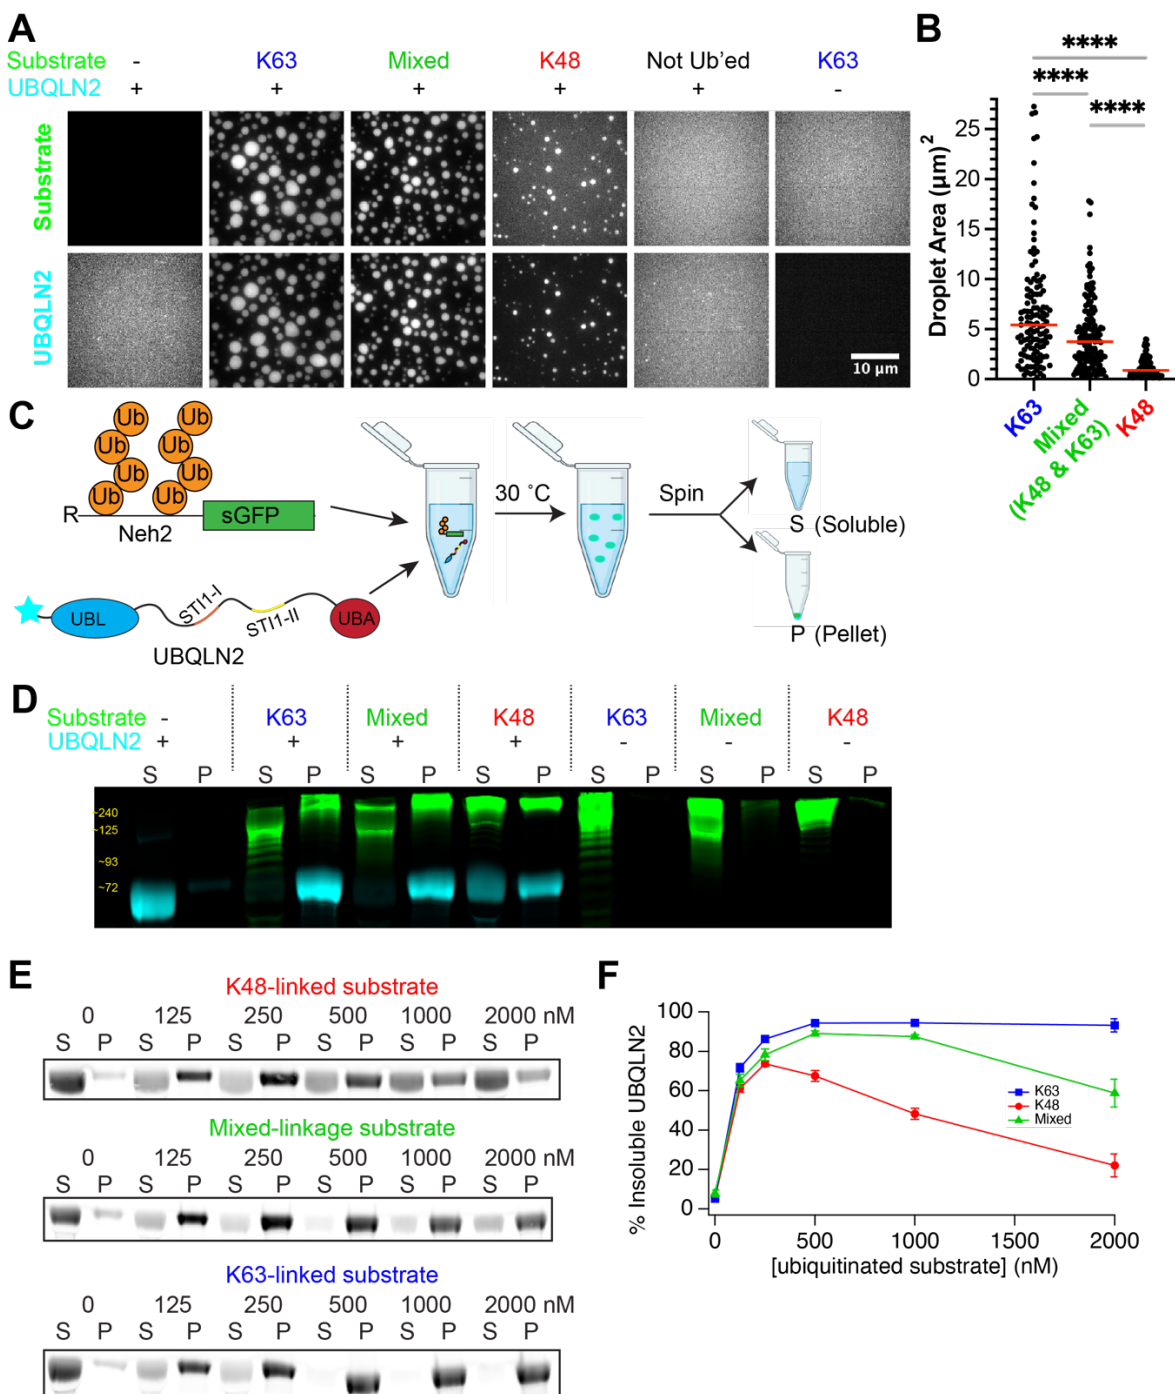 A
Substrate - K63 Mixed K48 Not Ub'ed K63
UBQLN2 + + + + + -
Substrate
UBQLN2
10 µm
B
**** 
**** 
****
Droplet Area (µm)²
25
20
15
10
5
0
K63
Mixed
(K48 & K63)
K48
C
Ub Ub
Ub Ub
Ub Ub
Ub Ub
R
Neh2
sGFP
UBL
STI1-I
STI1-II
UBA
UBQLN2
30 °C
Spin
S (Soluble)
P (Pellet)
D
Substrate - K63 Mixed K48 K63 Mixed K48
UBQLN2 + + + + - - -
S P S P S P S P S P S P S P
~240
~125
~93
~72
E
K48-linked substrate
0 125 250 500 1000 2000 nM
S P S P S P S P S P S P
Mixed-linkage substrate
0 125 250 500 1000 2000 nM
S P S P S P S P S P S P
K63-linked substrate
0 125 250 500 1000 2000 nM
S P S P S P S P S P S P
F
% Insoluble UBQLN2
100
80
60
40
20
0
K63
K48
Mixed
0 500 1000 1500 2000
[ubiquitinated substrate] (nM)